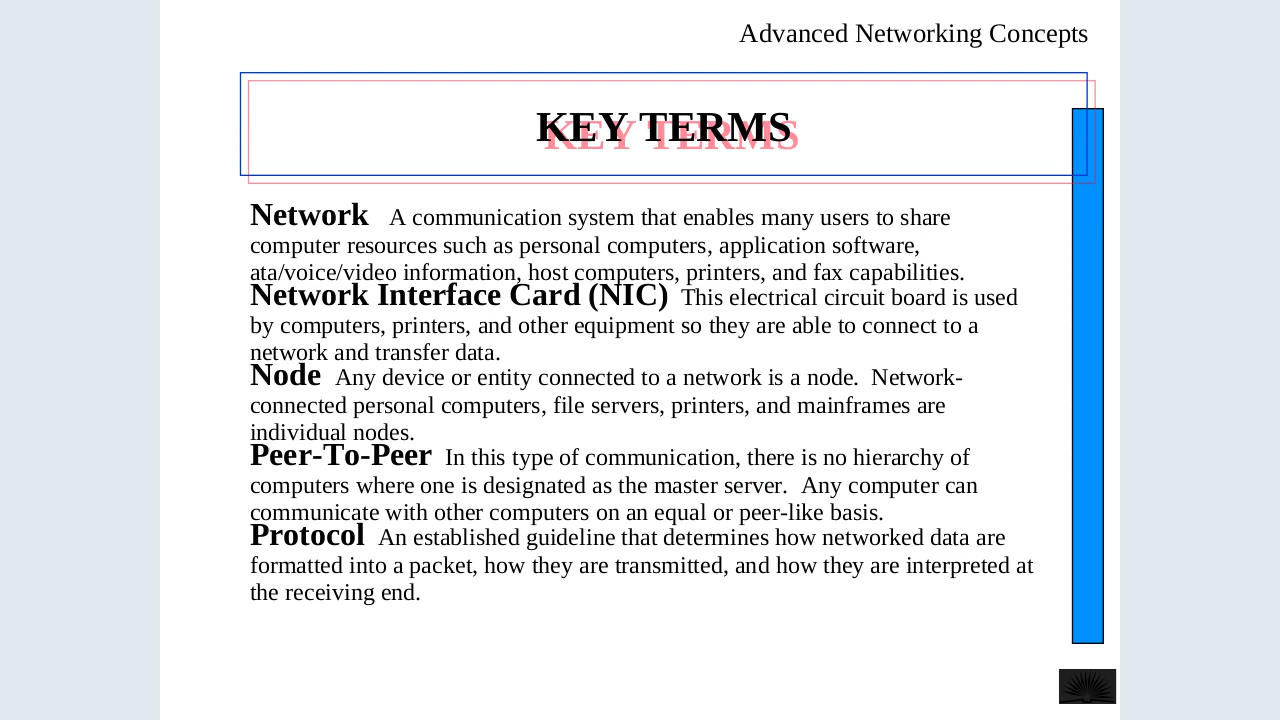 Advanced Networking Concepts
KEY TERMS
Network A communication system that enables many users to share
computer resources such as personal computers, application software,
ata/voice/video information, host computers, printers, and fax capabilities.
Network Interface Card (NIC) This electrical circuit board is used
by computers, printers, and other equipment so they are able to connect to a
network and transfer data.
Node Any device or entity connected to a network is a node. Network-
connected personal computers, file servers, printers, and mainframes are
individual nodes.
Peer-To-Peer In this type of communication, there is no hierarchy of
computers where one is designated as the master server. Any computer can
communicate with other computers on an equal or peer-like basis.
Protocol An established guideline that determines how networked data are
formatted into a packet, how they are transmitted, and how they are interpreted at
the receiving end.